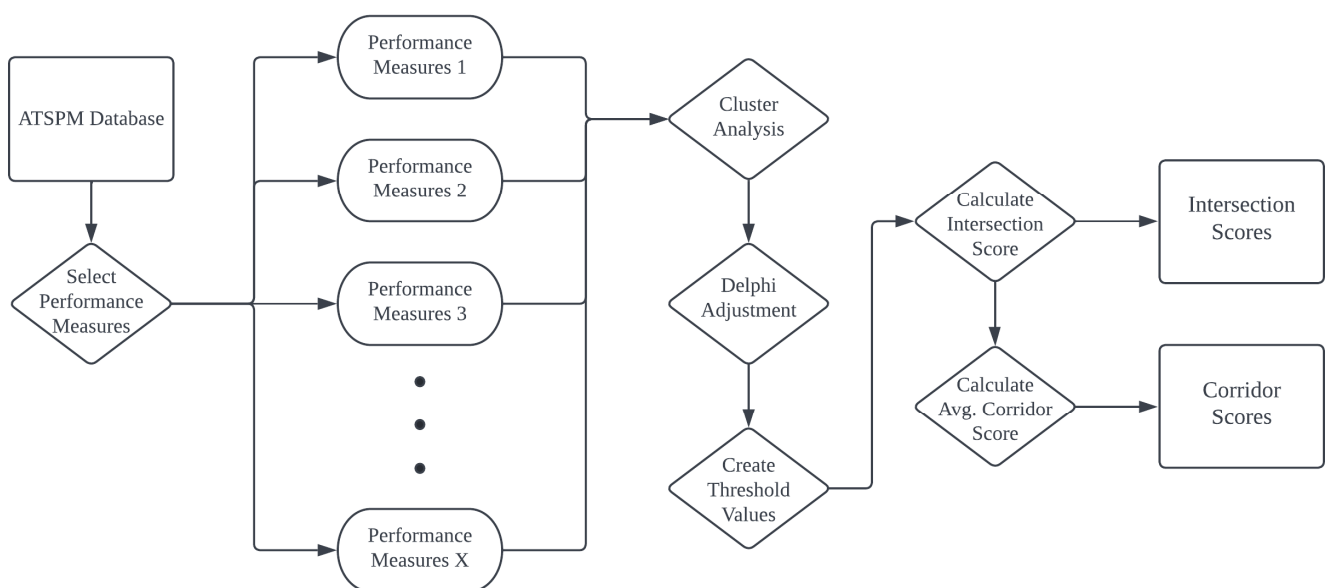 ATSPM Database
Select
Performance
Measures
Performance
Measures 1
Performance
Measures 2
Performance
Measures 3
Performance
Measures X
Cluster
Analysis
Delphi
Adjustment
Create
Threshold
Values
Calculate
Intersection
Score
Calculate
Avg. Corridor
Score
Intersection
Scores
Corridor
Scores